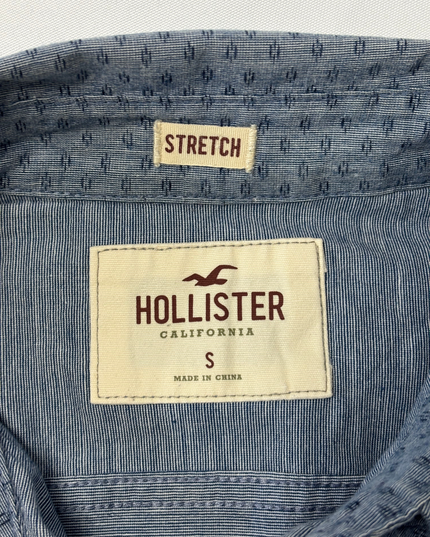 STRETCH
HOLLISTER
CALIFORNIA
S
MADE IN CHINA